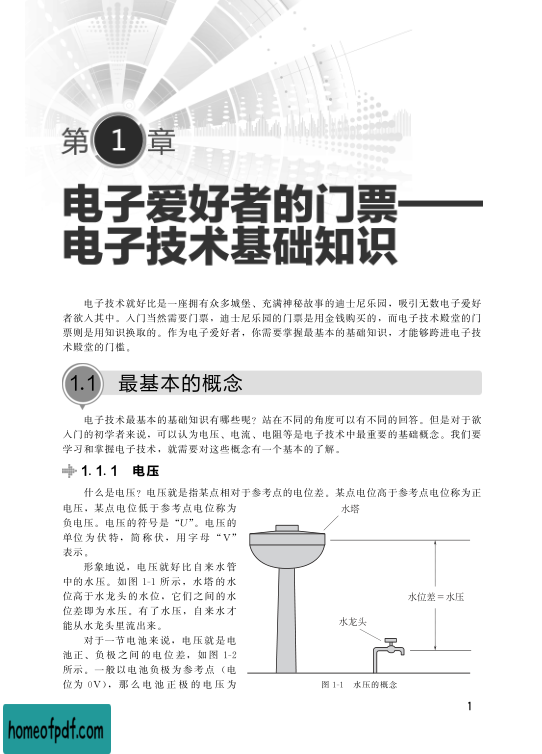 第1章
电子爱好者的门票——
电子技术基础知识
电子技术就好比是一座拥有众多城堡、充满神秘故事的迪士尼乐园，吸引无数电子爱好
者欲入其中。入门当然需要门票，迪士尼乐园的门票是用金钱购买的，而电子技术殿堂的门
票则是用知识换取的。作为电子爱好者，你需要掌握最基本的基础知识，才能够跨进电子技
术殿堂的门槛。
1.1 最基本的概念
电子技术最基本的基础知识有哪些呢？站在不同的角度可以有不同的回答。但是对于欲
入门的初学者来说，可以认为电压、电流、电阻等是电子技术中最重要的基础概念。我们要
学习和掌握电子技术，就需要对这些概念有一个基本的了解。
1.1.1 电压
什么是电压？电压就是指某点相对于参考点的电位差。某点电位高于参考点电位称为正
电压，某点电位低于参考点电位称为
负电压。电压的符号是“U”。电压的
单位为伏特，简称伏，用字母“V”
表示。
形象地说，电压就好比自来水管
中的水压。如图 1-1 所示，水塔的水
位高于水龙头的水位，它们之间的水
位差即为水压。有了水压，自来水才
能从水龙头里流出来。
对于一节电池来说，电压就是电
池正、负极之间的电位差，如图 1-2
所示。一般以电池负极为参考点（电
位为 0V），那么电池正极的电压为
水塔
水位差＝水压
水龙头
图 1-1 水压的概念
1
homeofpdf.com